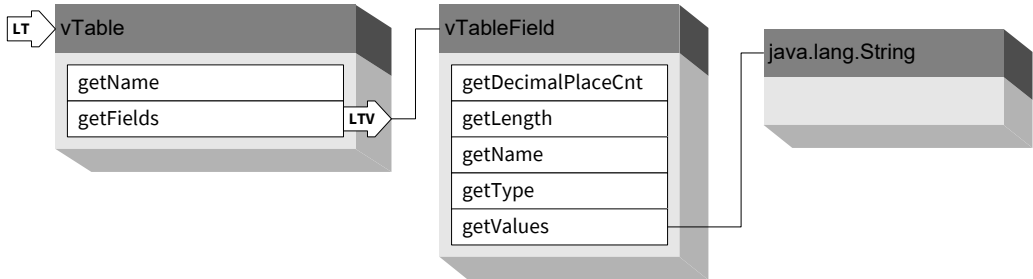 LT
vTable
getName
getFields
LTV
vTableField
getDecimalPlaceCnt
getLength
getName
getType
getValues
java.lang.String